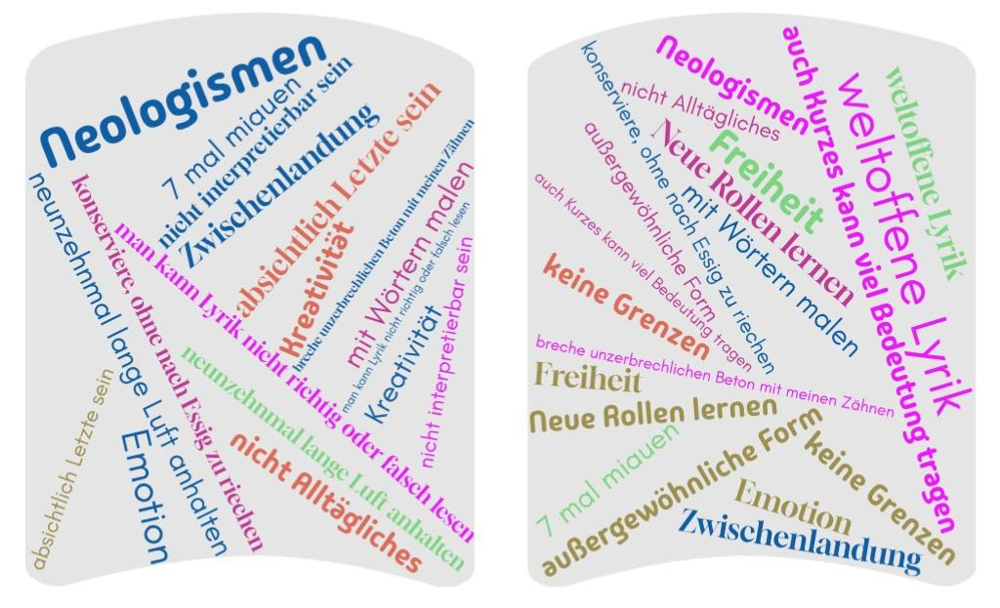 Neologismen
7 mal miauen
nicht interpretierbar sein
Zwischenlandung
absichtlich Letzte sein
Kreativität
breche unzerbrechlichen Beton mit meinen Zähnen
mit Wörtern malen
man kann Lyrik nicht richtig oder falsch lesen
Kreativität
nicht interpretierbar sein
man kann Lyrik nicht richtig oder falsch lesen
konserviere, ohne nach Essig zu riechen
neunzehnmal lange Luft anhalten
neunzehnmal lange Luft anhalten
nicht Alltägliches
Emotion
absichtlich Letzte sein
Neologismen
auch Kurzes kann viel Bedeutung tragen
weltoffene Lyrik
weltoffene Lyrik
konserviere, ohne nach Essig zu riechen
nicht Alltägliches
Neue Rollen lernen
Freiheit
mit Wörtern malen
außergewöhnliche Form
auch Kurzes kann viel Bedeutung tragen
keine Grenzen
breche unzerbrechlichen Beton mit meinen Zähnen
Freiheit
Neue Rollen lernen
7 mal miauen
außergewöhnliche Form
keine Grenzen
Emotion
Zwischenlandung